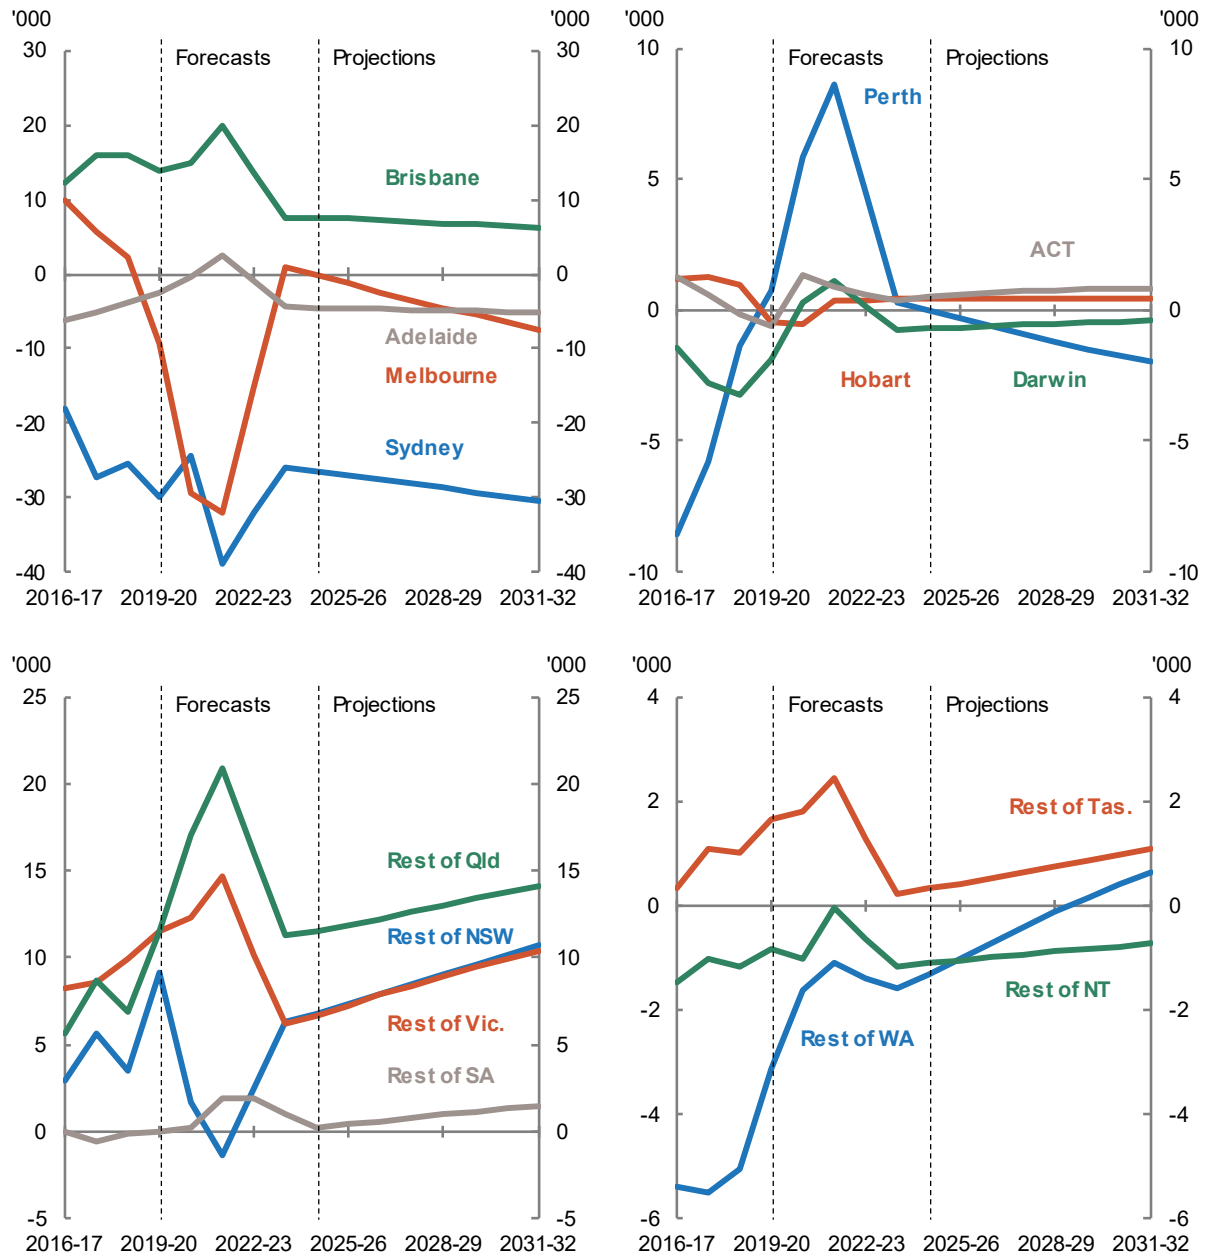 '000 '000
30 30
Forecasts Projections
20 20
Brisbane
10 10
0 0
Adelaide
-10 -10
Melbourne
-20 -20
Sydney
-30 -30
-40 -40
2016-17 2019-20 2022-23 2025-26 2028-29 2031-32
'000 '000
10 10
Forecasts Projections
Perth
5 5
ACT
0 0
Hobart Darwin
-5 -5
-10 -10
2016-17 2019-20 2022-23 2025-26 2028-29 2031-32
'000 '000
25 25
Forecasts Projections
20 20
15 15
Rest of Qld
10 10
Rest of NSW
Rest of Vic.
5 5
Rest of SA
0 0
-5 -5
2016-17 2019-20 2022-23 2025-26 2028-29 2031-32
'000 '000
4 4
Forecasts Projections
2 2
Rest of Tas.
0 0
Rest of NT
-2 -2
Rest of WA
-4 -4
-6 -6
2016-17 2019-20 2022-23 2025-26 2028-29 2031-32